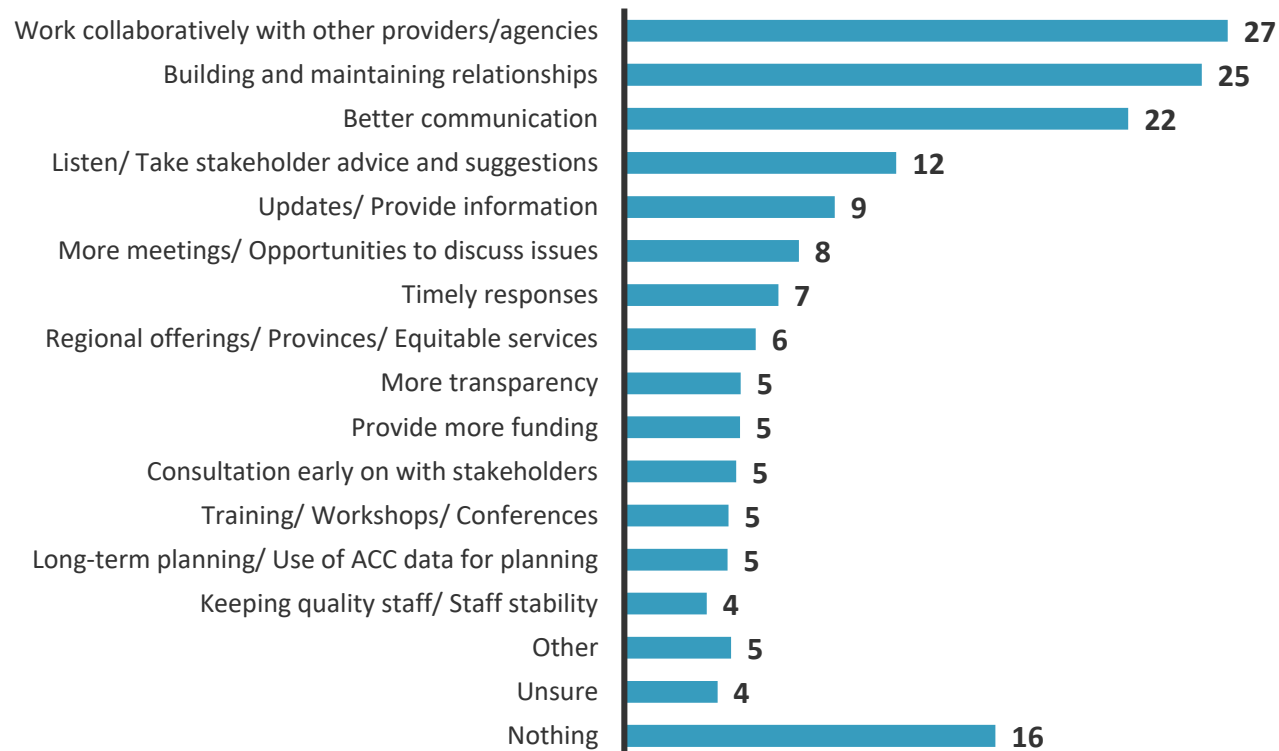 Work collaboratively with other providers/agencies 27
Building and maintaining relationships 25
Better communication 22
Listen/ Take stakeholder advice and suggestions 12
Updates/ Provide information 9
More meetings/ Opportunities to discuss issues 8
Timely responses 7
Regional offerings/ Provinces/ Equitable services 6
More transparency 5
Provide more funding 5
Consultation early on with stakeholders 5
Training/ Workshops/ Conferences 5
Long-term planning/ Use of ACC data for planning 5
Keeping quality staff/ Staff stability 4
Other 5
Unsure 4
Nothing 16